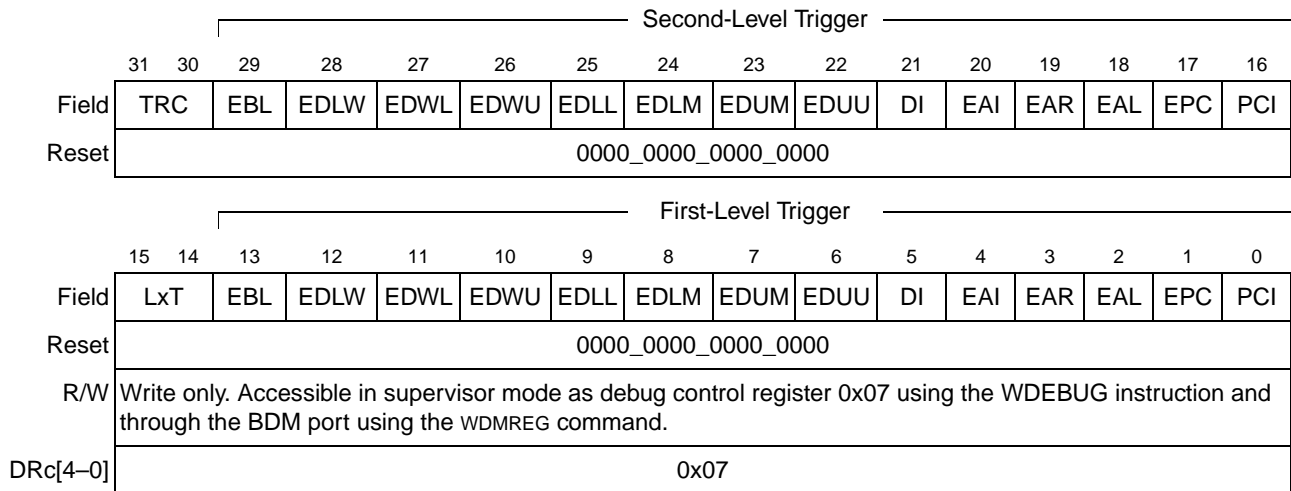 Second-Level Trigger
31 30 29 28 27 26 25 24 23 22 21 20 19 18 17 16
Field TRC EBL EDLW EDWL EDWU EDLL EDLM EDUM EDUU DI EAI EAR EAL EPC PCI
Reset 0000_0000_0000_0000
First-Level Trigger
15 14 13 12 11 10 9 8 7 6 5 4 3 2 1 0
Field LxT EBL EDLW EDWL EDWU EDLL EDLM EDUM EDUU DI EAI EAR EAL EPC PCI
Reset 0000_0000_0000_0000
R/W Write only. Accessible in supervisor mode as debug control register 0x07 using the WDEBUG instruction and
through the BDM port using the WDMREG command.
DRc[4–0] 0x07